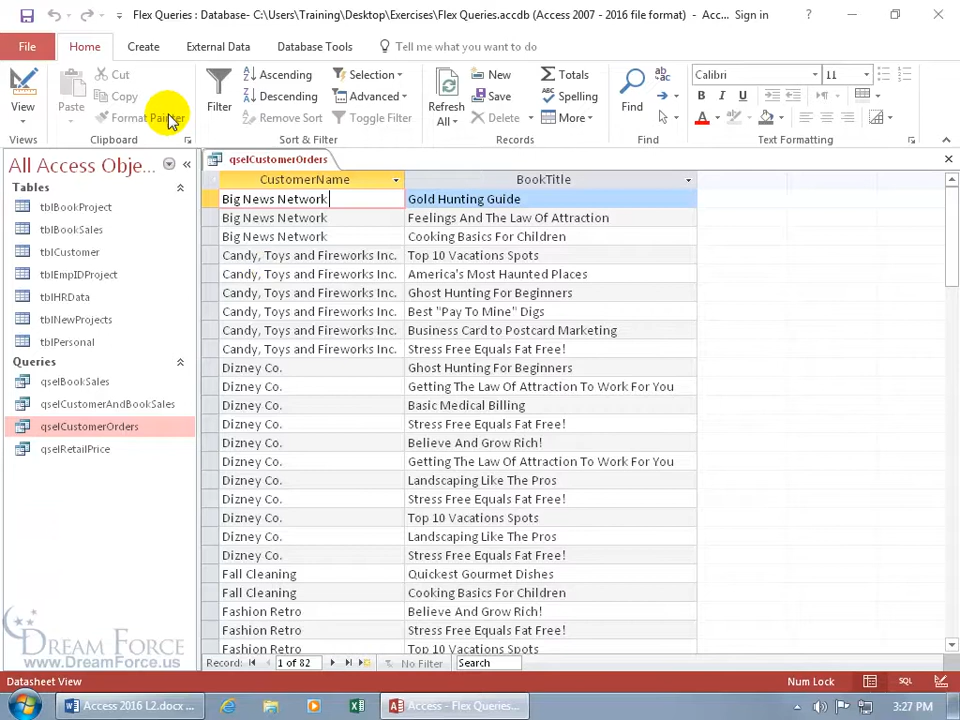 Flex Queries : Database- C:\Users\Training\Desktop\Exercises\Flex Queries.accdb (Access 2007 - 2016 file format) - Acc... Sign in
File Home Create External Data Database Tools Tell me what you want to do
View
Views
Paste
Cut
Copy
Format Painter
Clipboard
Filter
Ascending
Descending
Remove Sort
Selection
Advanced
Toggle Filter
Sort & Filter
Refresh
All
New
Save
Delete
Totals
Spelling
More
Records
Find
Find
Calibri 11
B I U
Text Formatting
All Access Obje...
Tables
tblBookProject
tblBookSales
tblCustomer
tblEmpIDProject
tblHRData
tblNewProjects
tblPersonal
Queries
qselBookSales
qselCustomerAndBookSales
qselCustomerOrders
qselRetailPrice
qselCustomerOrders
CustomerName BookTitle
Big News Network Gold Hunting Guide
Big News Network Feelings And The Law Of Attraction
Big News Network Cooking Basics For Children
Candy, Toys and Fireworks Inc. Top 10 Vacations Spots
Candy, Toys and Fireworks Inc. America's Most Haunted Places
Candy, Toys and Fireworks Inc. Ghost Hunting For Beginners
Candy, Toys and Fireworks Inc. Best "Pay To Mine" Digs
Candy, Toys and Fireworks Inc. Business Card to Postcard Marketing
Candy, Toys and Fireworks Inc. Stress Free Equals Fat Free!
Dizney Co. Ghost Hunting For Beginners
Dizney Co. Getting The Law Of Attraction To Work For You
Dizney Co. Basic Medical Billing
Dizney Co. Stress Free Equals Fat Free!
Dizney Co. Believe And Grow Rich!
Dizney Co. Getting The Law Of Attraction To Work For You
Dizney Co. Landscaping Like The Pros
Dizney Co. Stress Free Equals Fat Free!
Dizney Co. Top 10 Vacations Spots
Dizney Co. Landscaping Like The Pros
Dizney Co. Stress Free Equals Fat Free!
Fall Cleaning Quickest Gourmet Dishes
Fall Cleaning Cooking Basics For Children
Fashion Retro Believe And Grow Rich!
Fashion Retro Stress Free Equals Fat Free!
Fashion Retro Top 10 Vacations Spots
Record: 1 of 82 No Filter Search
DREAM FORCE
www.DreamForce.us
Datasheet View Num Lock SQL
Access 2016 L2.docx ... Access - Flex Queries... 3:27 PM